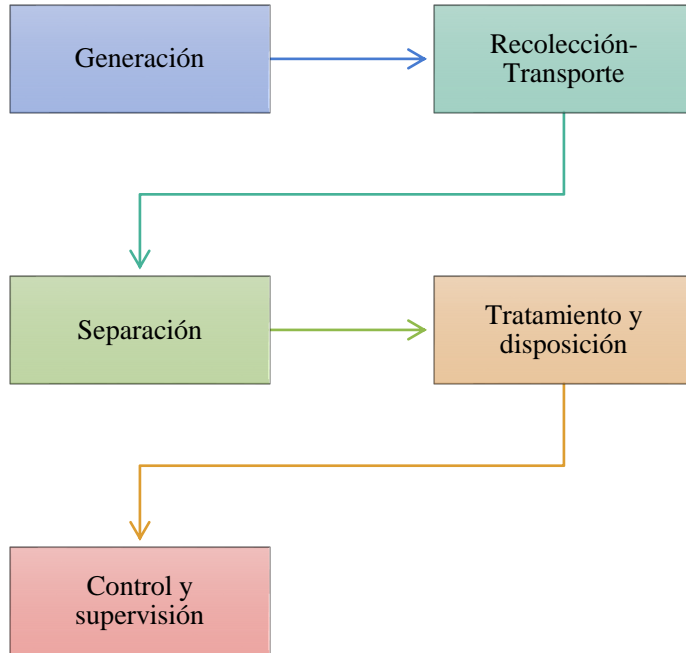 Generación
Recolección-
Transporte
Separación
Tratamiento y
disposición
Control y
supervisión